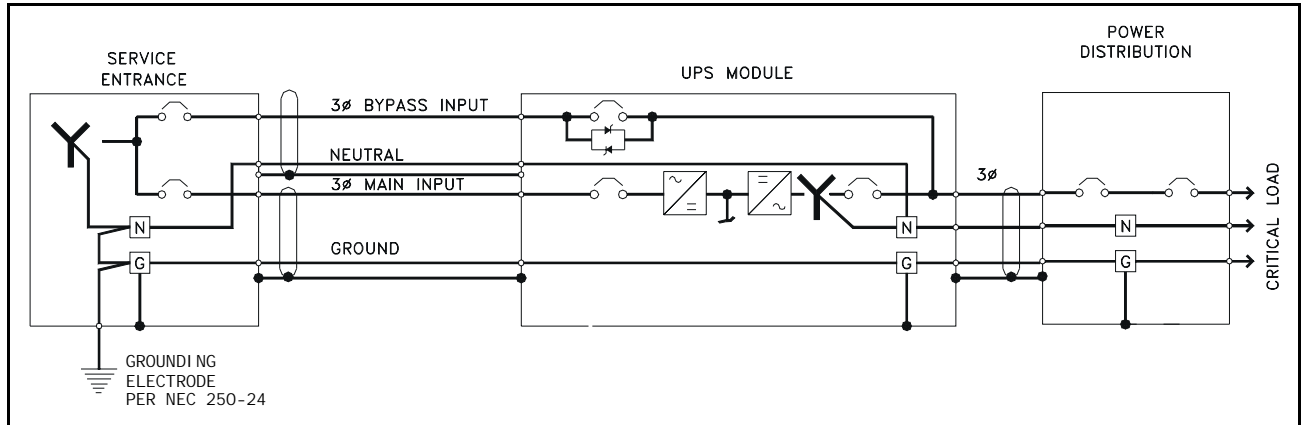 SERVICE
ENTRANCE
UPS MODULE
POWER
DISTRIBUTION
3ø BYPASS INPUT
NEUTRAL
3ø MAIN INPUT
3ø
N
N
N
GROUND
G
G
G
CRITICAL LOAD
GROUNDING
ELECTRODE
PER NEC 250-24